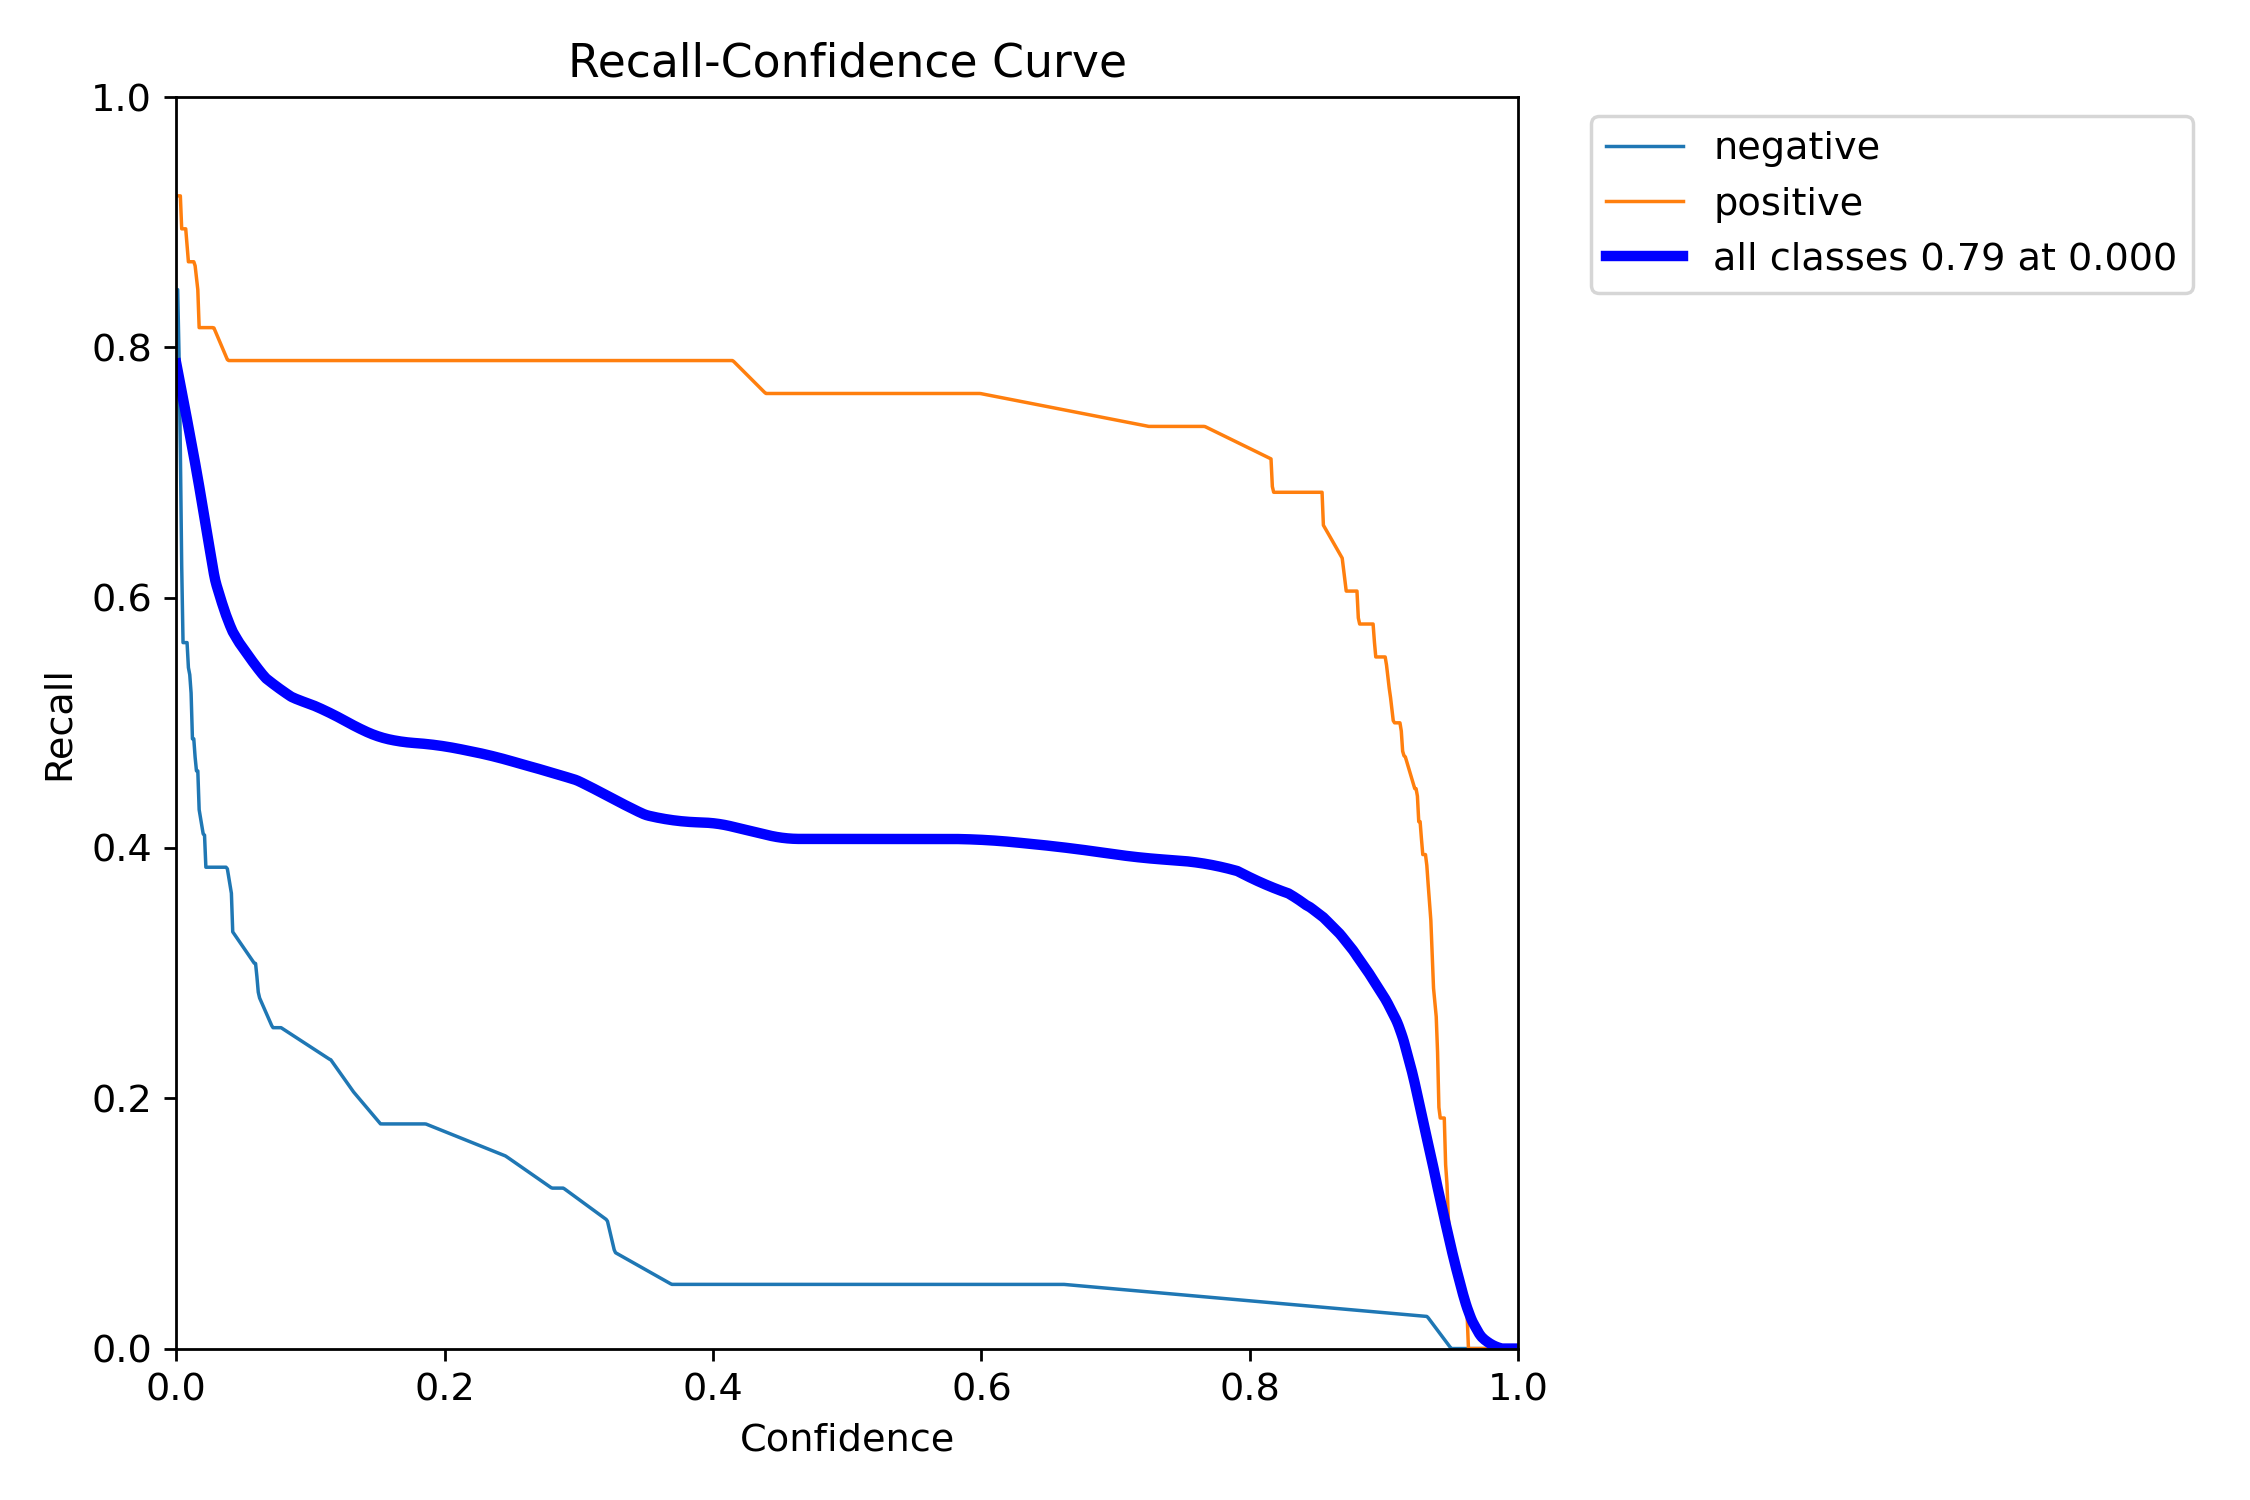 Recall-Confidence Curve
1.0
0.8
0.6
0.4
0.2
0.0
Recall
0.0 0.2 0.4 0.6 0.8 1.0
Confidence
negative
positive
all classes 0.79 at 0.000